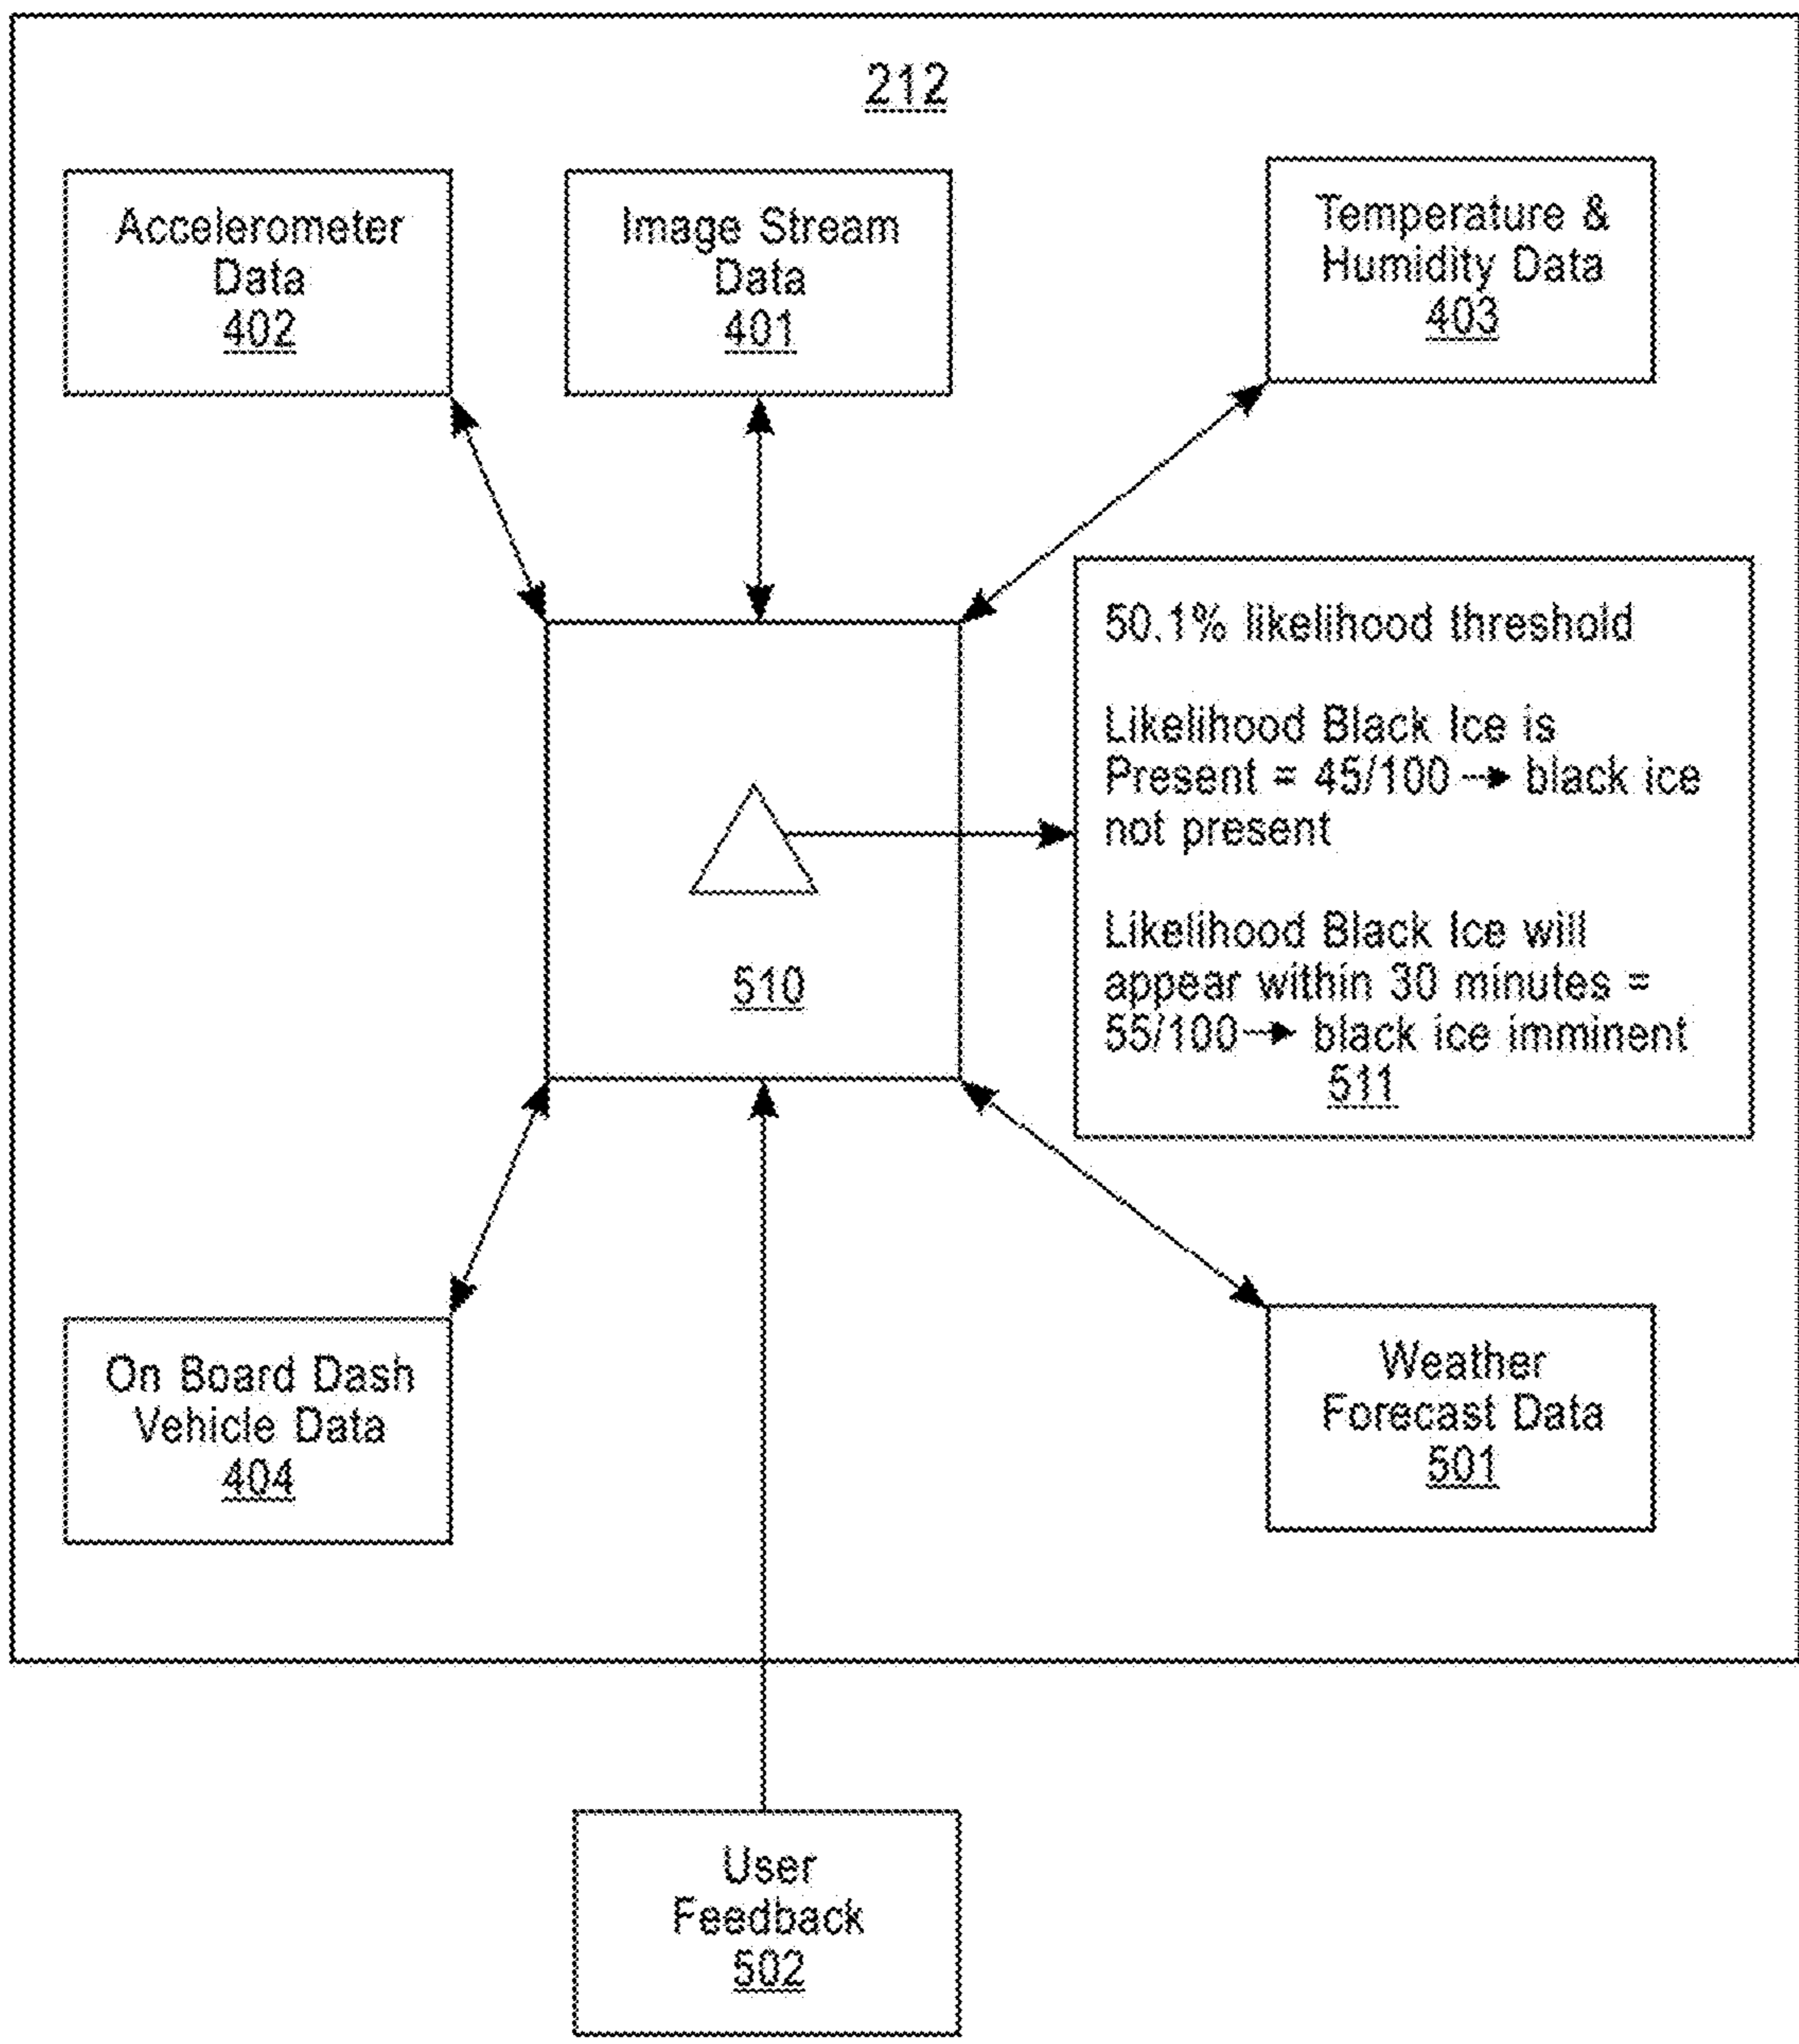 212
Accelerometer
Data
402
Image Stream
Data
401
Temperature &
Humidity Data
403
50.1% likelihood threshold
Likelihood Black Ice is
Present = 45/100 → black ice
not present
Likelihood Black Ice will
appear within 30 minutes =
55/100 → black ice imminent
511
510
On Board Dash
Vehicle Data
404
Weather
Forecast Data
501
User
Feedback
502